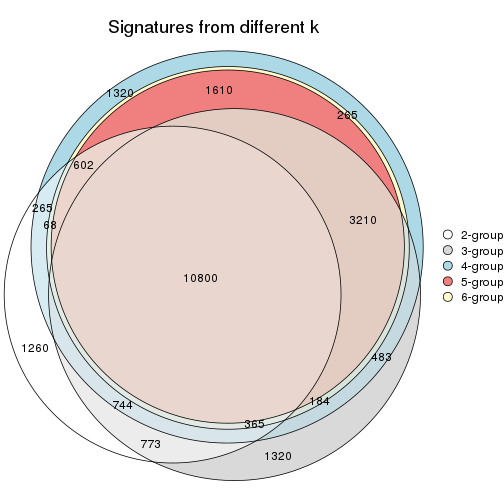 Signatures from different k
1320
1610
265
602
265
68
3210
10800
2-group
3-group
4-group
5-group
6-group
1260
483
744
184
365
773
1320